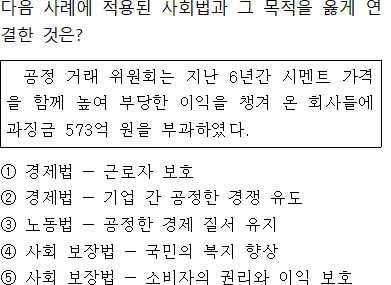 다음 사례에 적용된 사회법과 그 목적을 옳게 연
결한 것은?
공정 거래 위원회는 지난 6년간 시멘트 가격
을 함께 높여 부당한 이익을 챙겨 온 회사들에
과징금 573억 원을 부과하였다.
① 경제법 - 근로자 보호
② 경제법 - 기업 간 공정한 경쟁 유도
③ 노동법 - 공정한 경제 질서 유지
④ 사회 보장법 - 국민의 복지 향상
⑤ 사회 보장법 - 소비자의 권리와 이익 보호